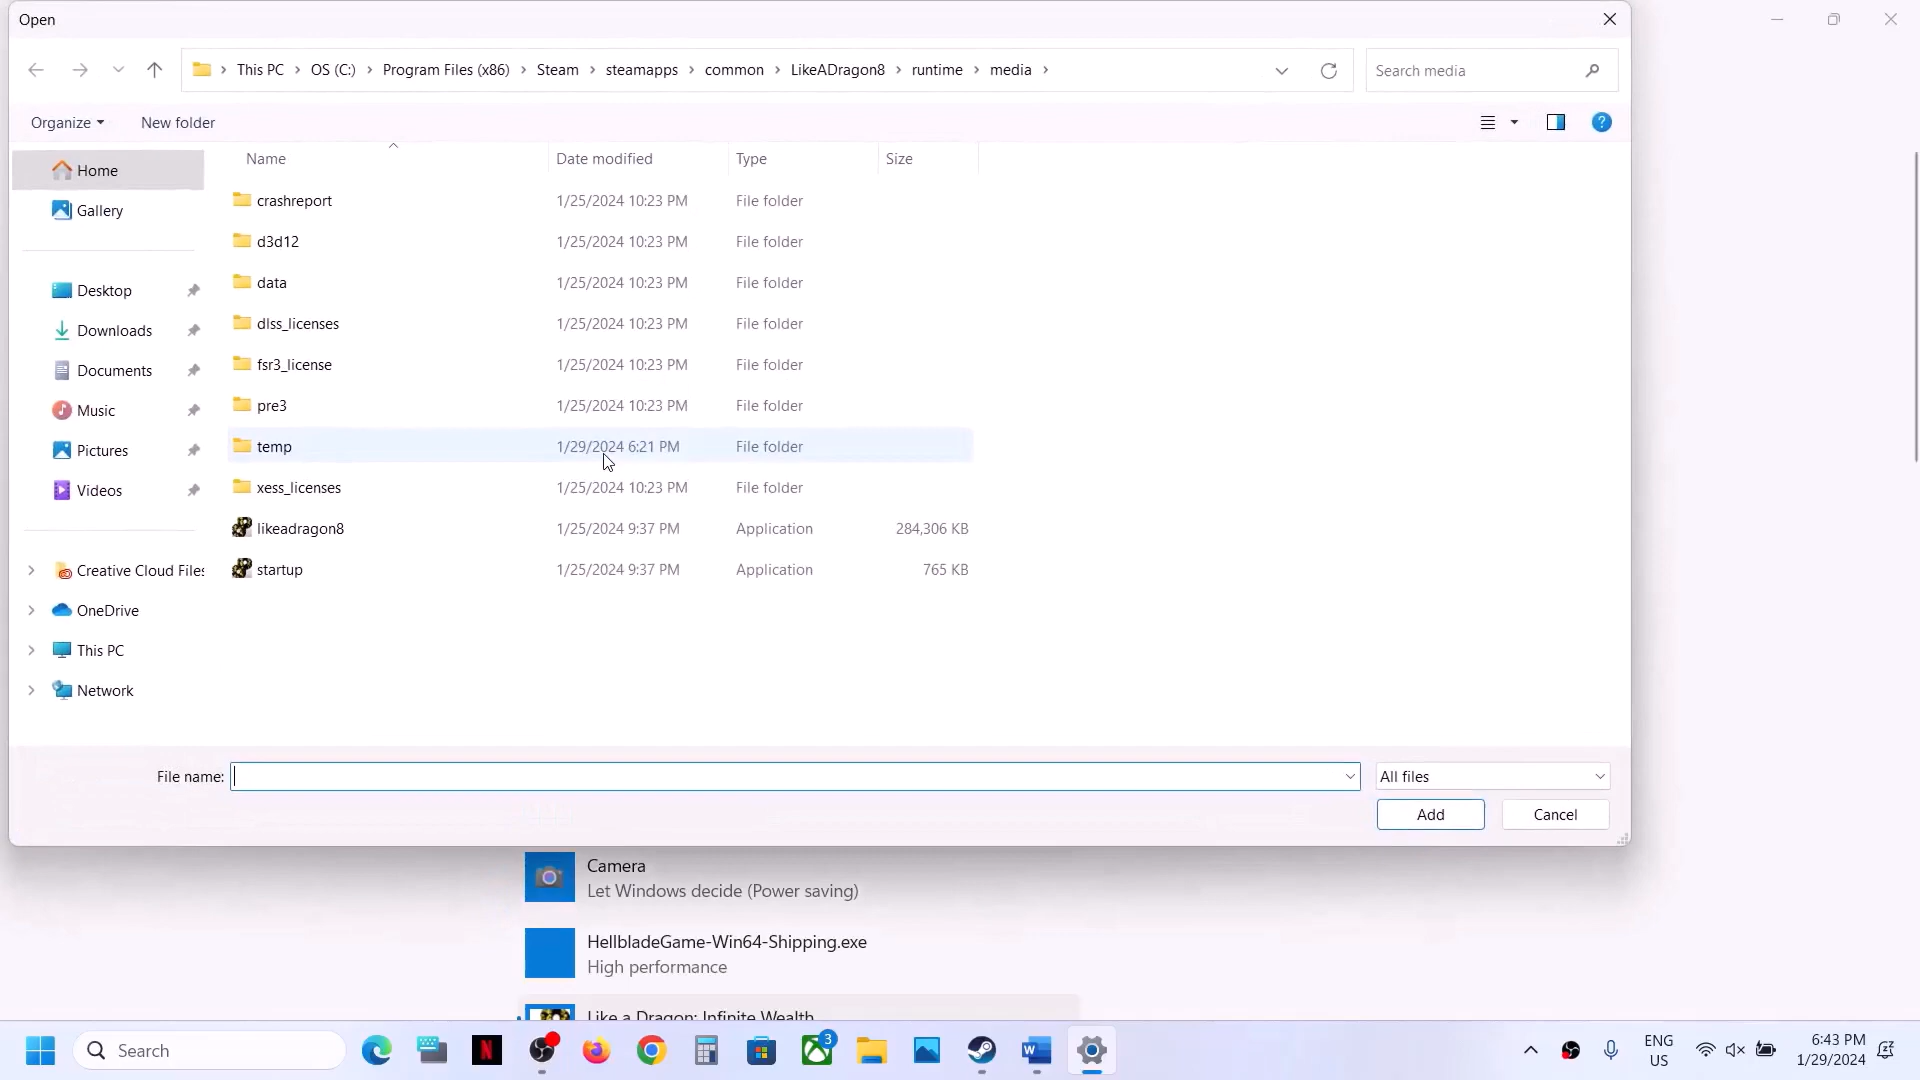 Open
This PC > OS (C:) > Program Files (x86) > Steam > steamapps > common > LikeADragon8 > runtime > media >
Search media
Organize
New folder
Name
Date modified
Type
Size
Home
Gallery
Desktop
Downloads
Documents
Music
Pictures
Videos
Creative Cloud Files
OneDrive
This PC
Network
crashreport 1/25/2024 10:23 PM File folder
d3d12 1/25/2024 10:23 PM File folder
data 1/25/2024 10:23 PM File folder
dlss_licenses 1/25/2024 10:23 PM File folder
fsr3_license 1/25/2024 10:23 PM File folder
pre3 1/25/2024 10:23 PM File folder
temp 1/29/2024 6:21 PM File folder
xess_licenses 1/25/2024 10:23 PM File folder
likeadragon8 1/25/2024 9:37 PM Application 284,306 KB
startup 1/25/2024 9:37 PM Application 765 KB
File name:
All files
Add
Cancel
Camera
Let Windows decide (Power saving)
HellbladeGame-Win64-Shipping.exe
High performance
Like a Dragon: Infinite Wealth
Search
3
ENG
US
6:43 PM
1/29/2024